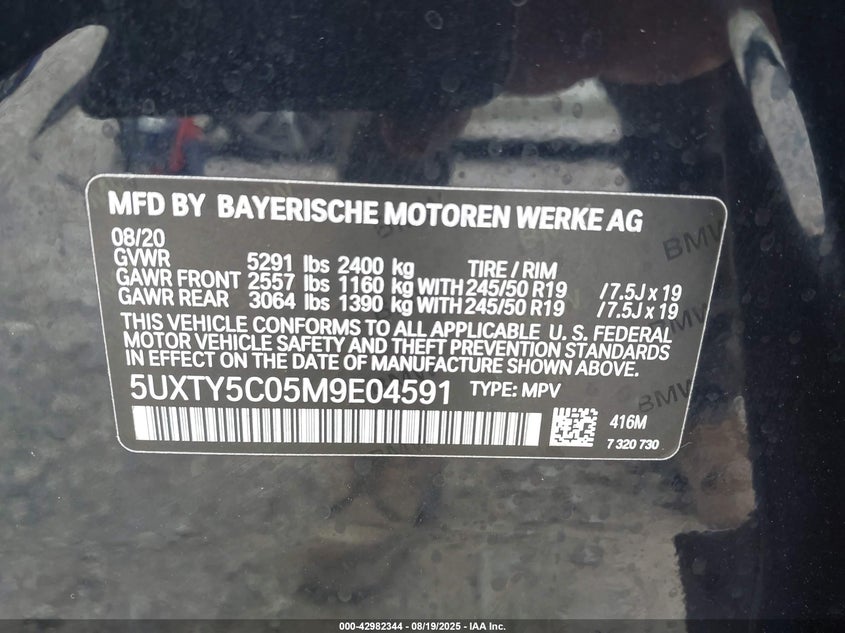 MFD BY BAYERISCHE MOTOREN WERKE AG
08/20
GVWR 5291 lbs 2400 kg TIRE / RIM
GAWR FRONT 2557 lbs 1160 kg WITH 245/50 R19 / 7.5J x 19
GAWR REAR 3064 lbs 1390 kg WITH 245/50 R19 / 7.5J x 19
THIS VEHICLE CONFORMS TO ALL APPLICABLE U. S. FEDERAL
MOTOR VEHICLE SAFETY AND THEFT PREVENTION STANDARDS
IN EFFECT ON THE DATE OF MANUFACTURE SHOWN ABOVE.
5UXTY5C05M9E04591 TYPE: MPV
416M
7 320 730
BMW
BMW
BMW
000-42982344 - 08/19/2025 - IAA Inc.